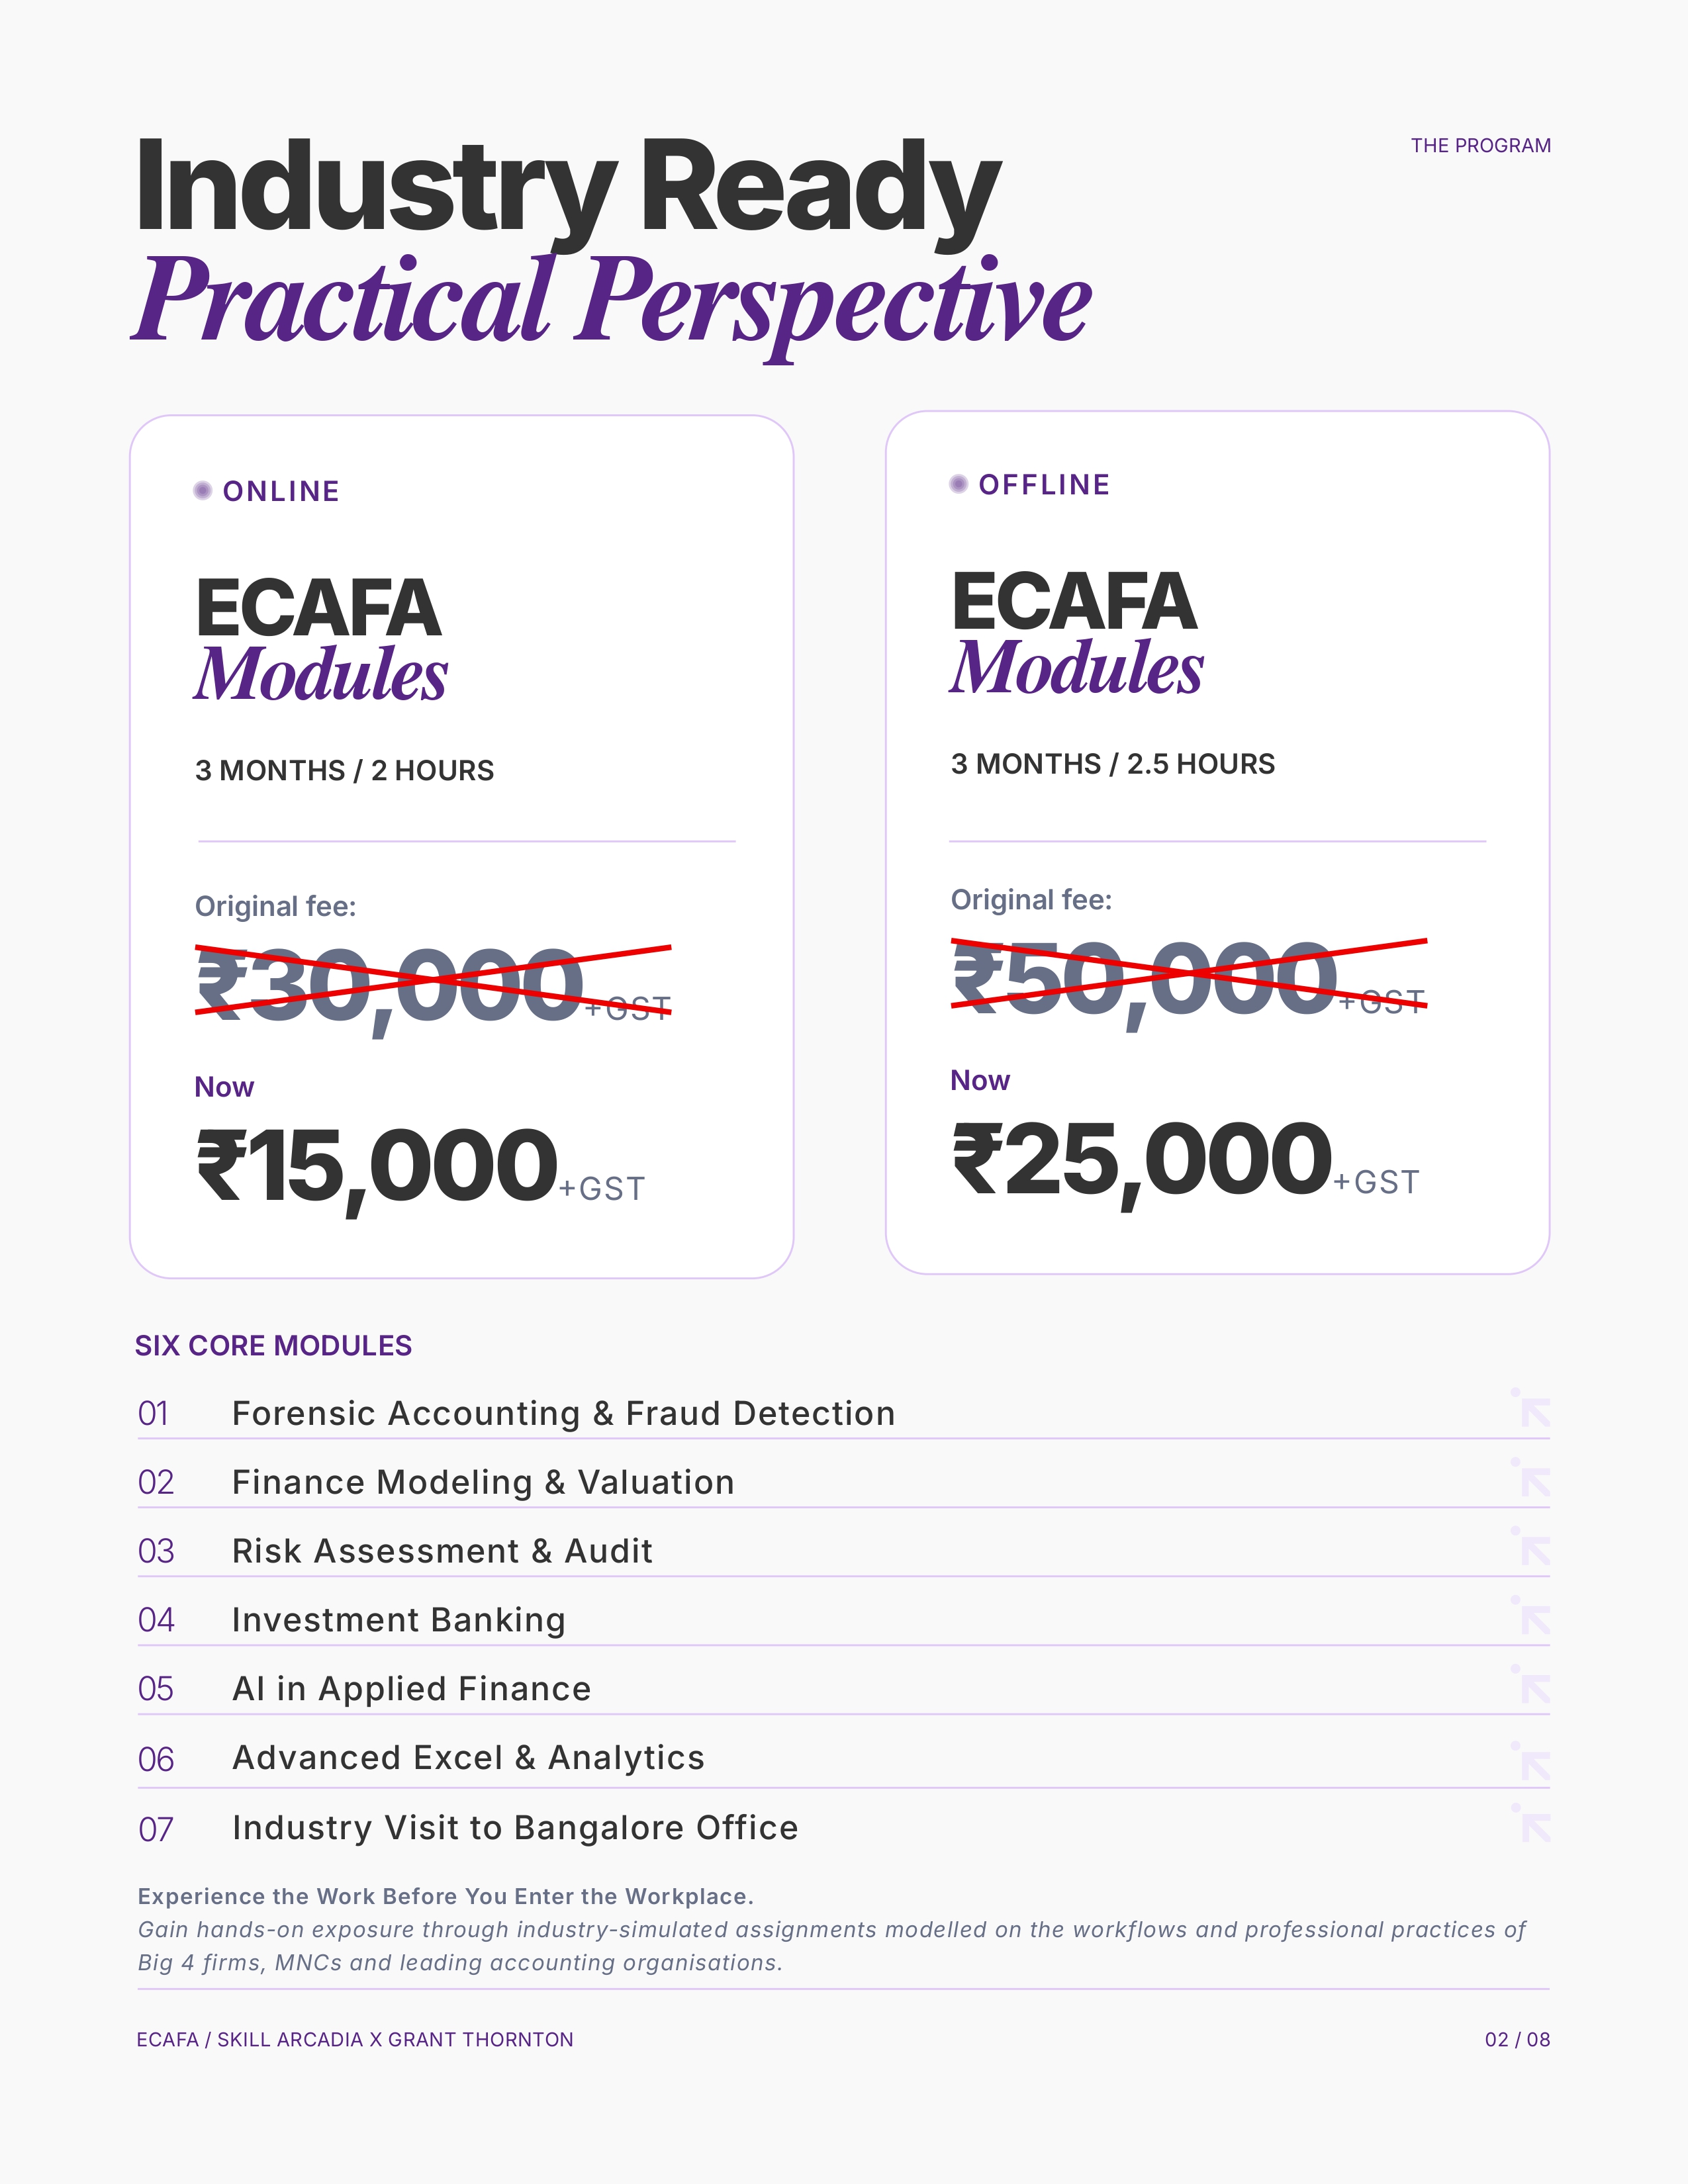 Industry Ready
Practical Perspective
THE PROGRAM
ONLINE
ECAFA
Modules
3 MONTHS / 2 HOURS
Original fee:
₹30,000+GST
Now
₹15,000+GST
OFFLINE
ECAFA
Modules
3 MONTHS / 2.5 HOURS
Original fee:
₹50,000+GST
Now
₹25,000+GST
SIX CORE MODULES
01 Forensic Accounting & Fraud Detection
02 Finance Modeling & Valuation
03 Risk Assessment & Audit
04 Investment Banking
05 AI in Applied Finance
06 Advanced Excel & Analytics
07 Industry Visit to Bangalore Office
Experience the Work Before You Enter the Workplace.
Gain hands-on exposure through industry-simulated assignments modelled on the workflows and professional practices of
Big 4 firms, MNCs and leading accounting organisations.
ECAFA / SKILL ARCADIA X GRANT THORNTON
02 / 08